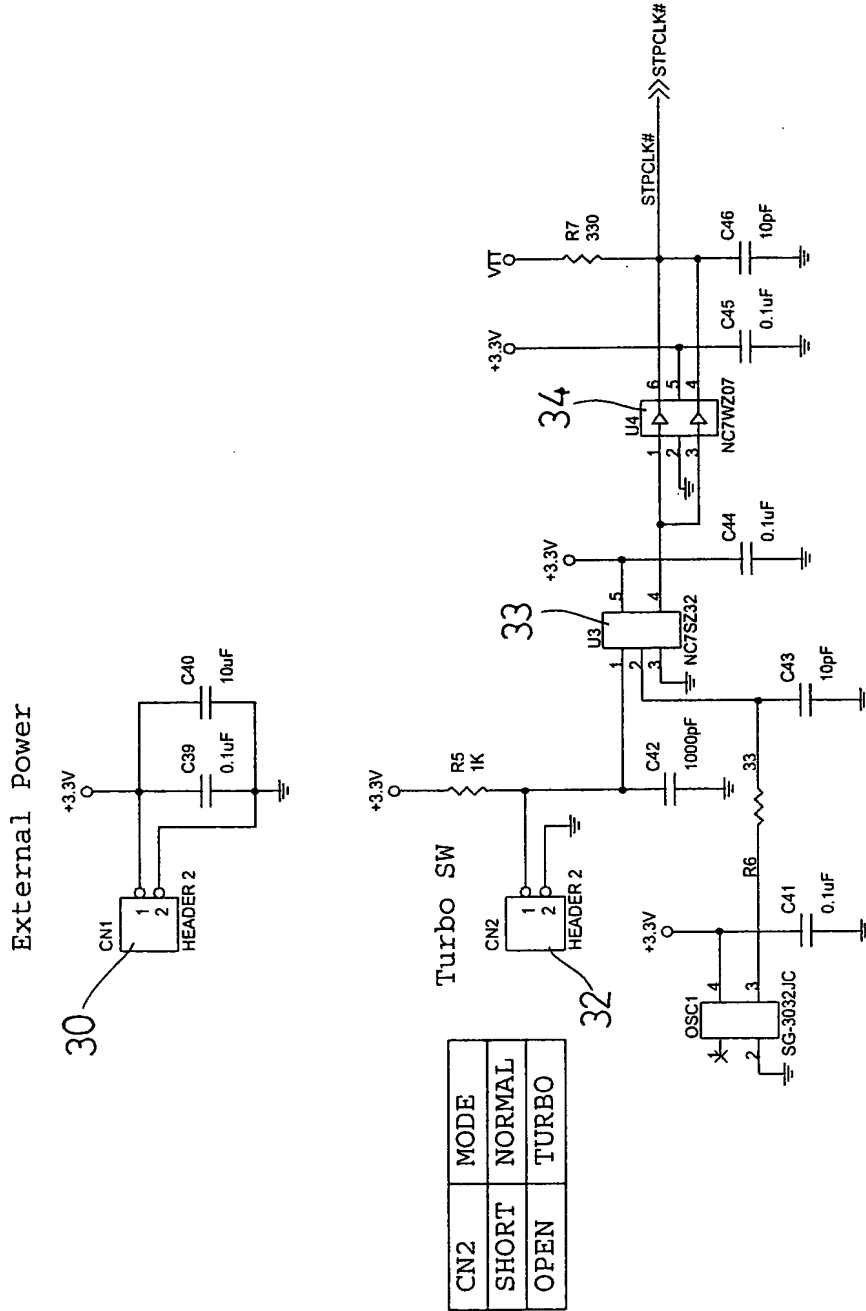 External Power
30
CN1
1
2
HEADER 2
+3.3V
C39
0.1uF
C40
10uF
CN2 MODE
SHORT NORMAL
OPEN TURBO
Turbo SW
32
CN2
1
2
HEADER 2
+3.3V
R5
1K
C42
1000pF
OSC1
1
2
4
3
SG-3032JC
+3.3V
C41
0.1uF
R6
33
C43
10pF
33
U3
1
2
3
5
4
NC7SZ32
+3.3V
C44
0.1uF
34
U4
1
2
3
6
5
4
NC7WZ07
+3.3V
C45
0.1uF
VTT
R7
330
C46
10pF
STPCLK#
STPCLK#